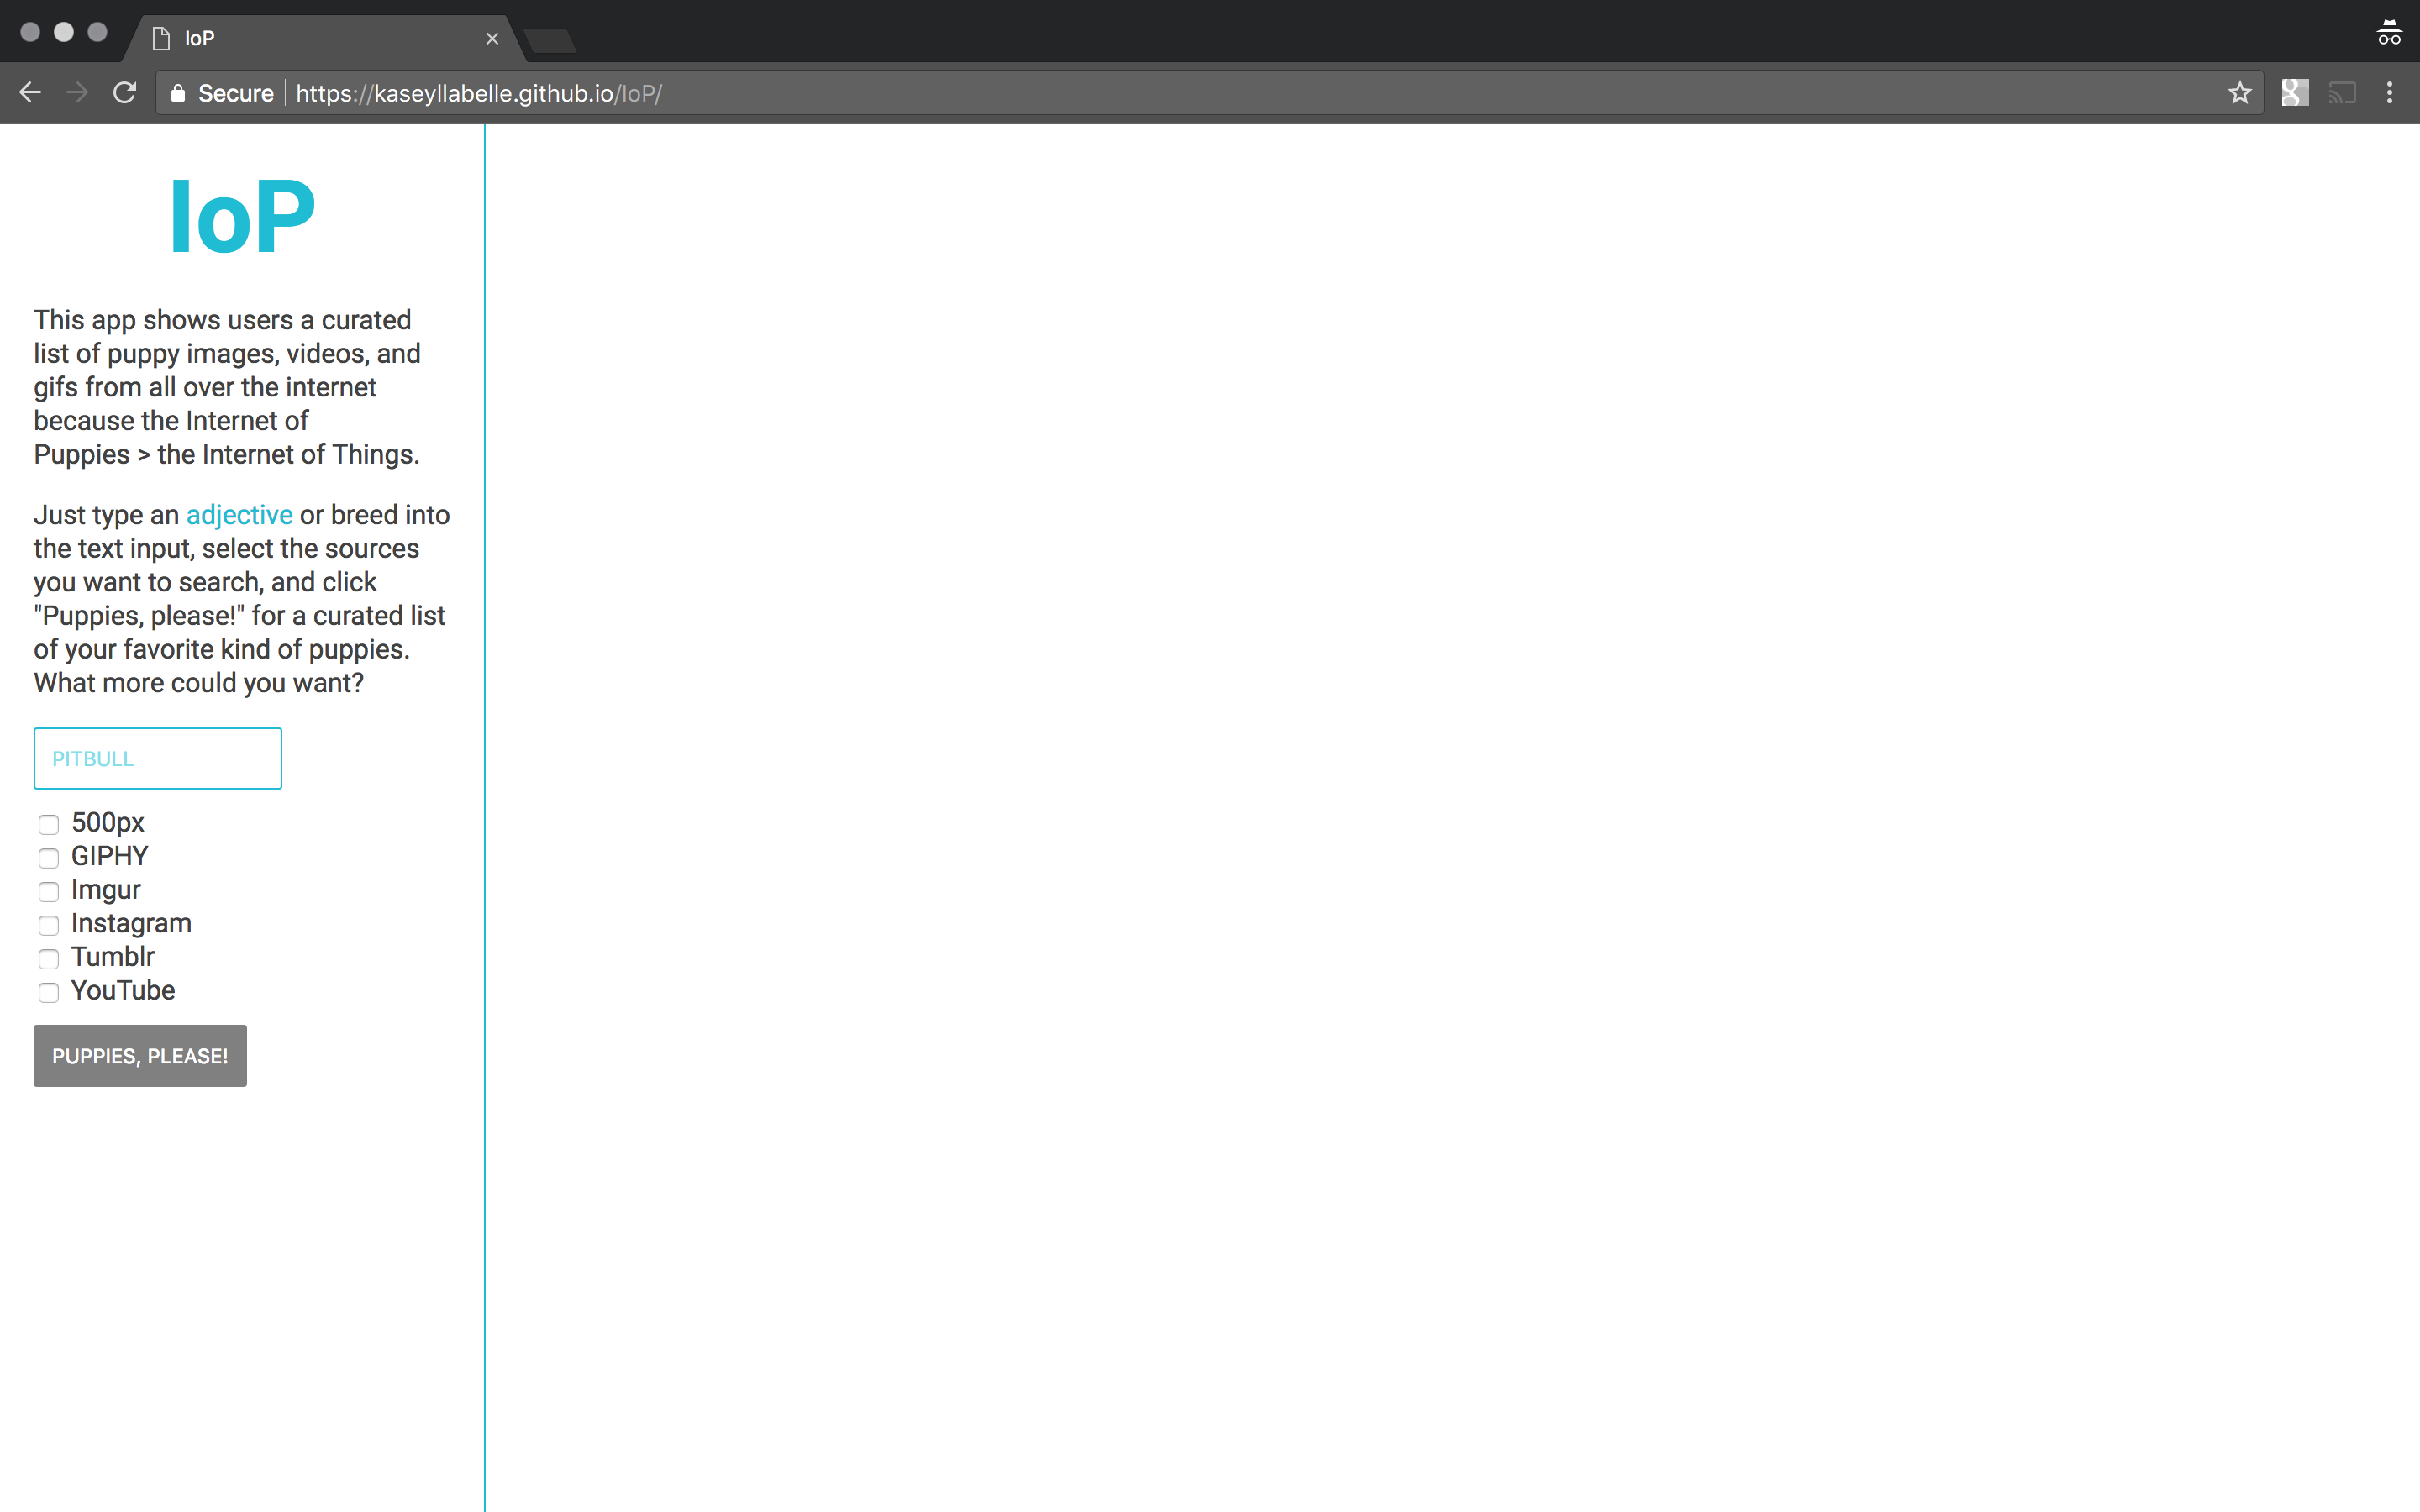 IoP
Secure https://kaseyllabelle.github.io/IoP/
IoP
This app shows users a curated
list of puppy images, videos, and
gifs from all over the internet
because the Internet of
Puppies > the Internet of Things.
Just type an adjective or breed into
the text input, select the sources
you want to search, and click
"Puppies, please!" for a curated list
of your favorite kind of puppies.
What more could you want?
PITBULL
500px
GIPHY
Imgur
Instagram
Tumblr
YouTube
PUPPIES, PLEASE!